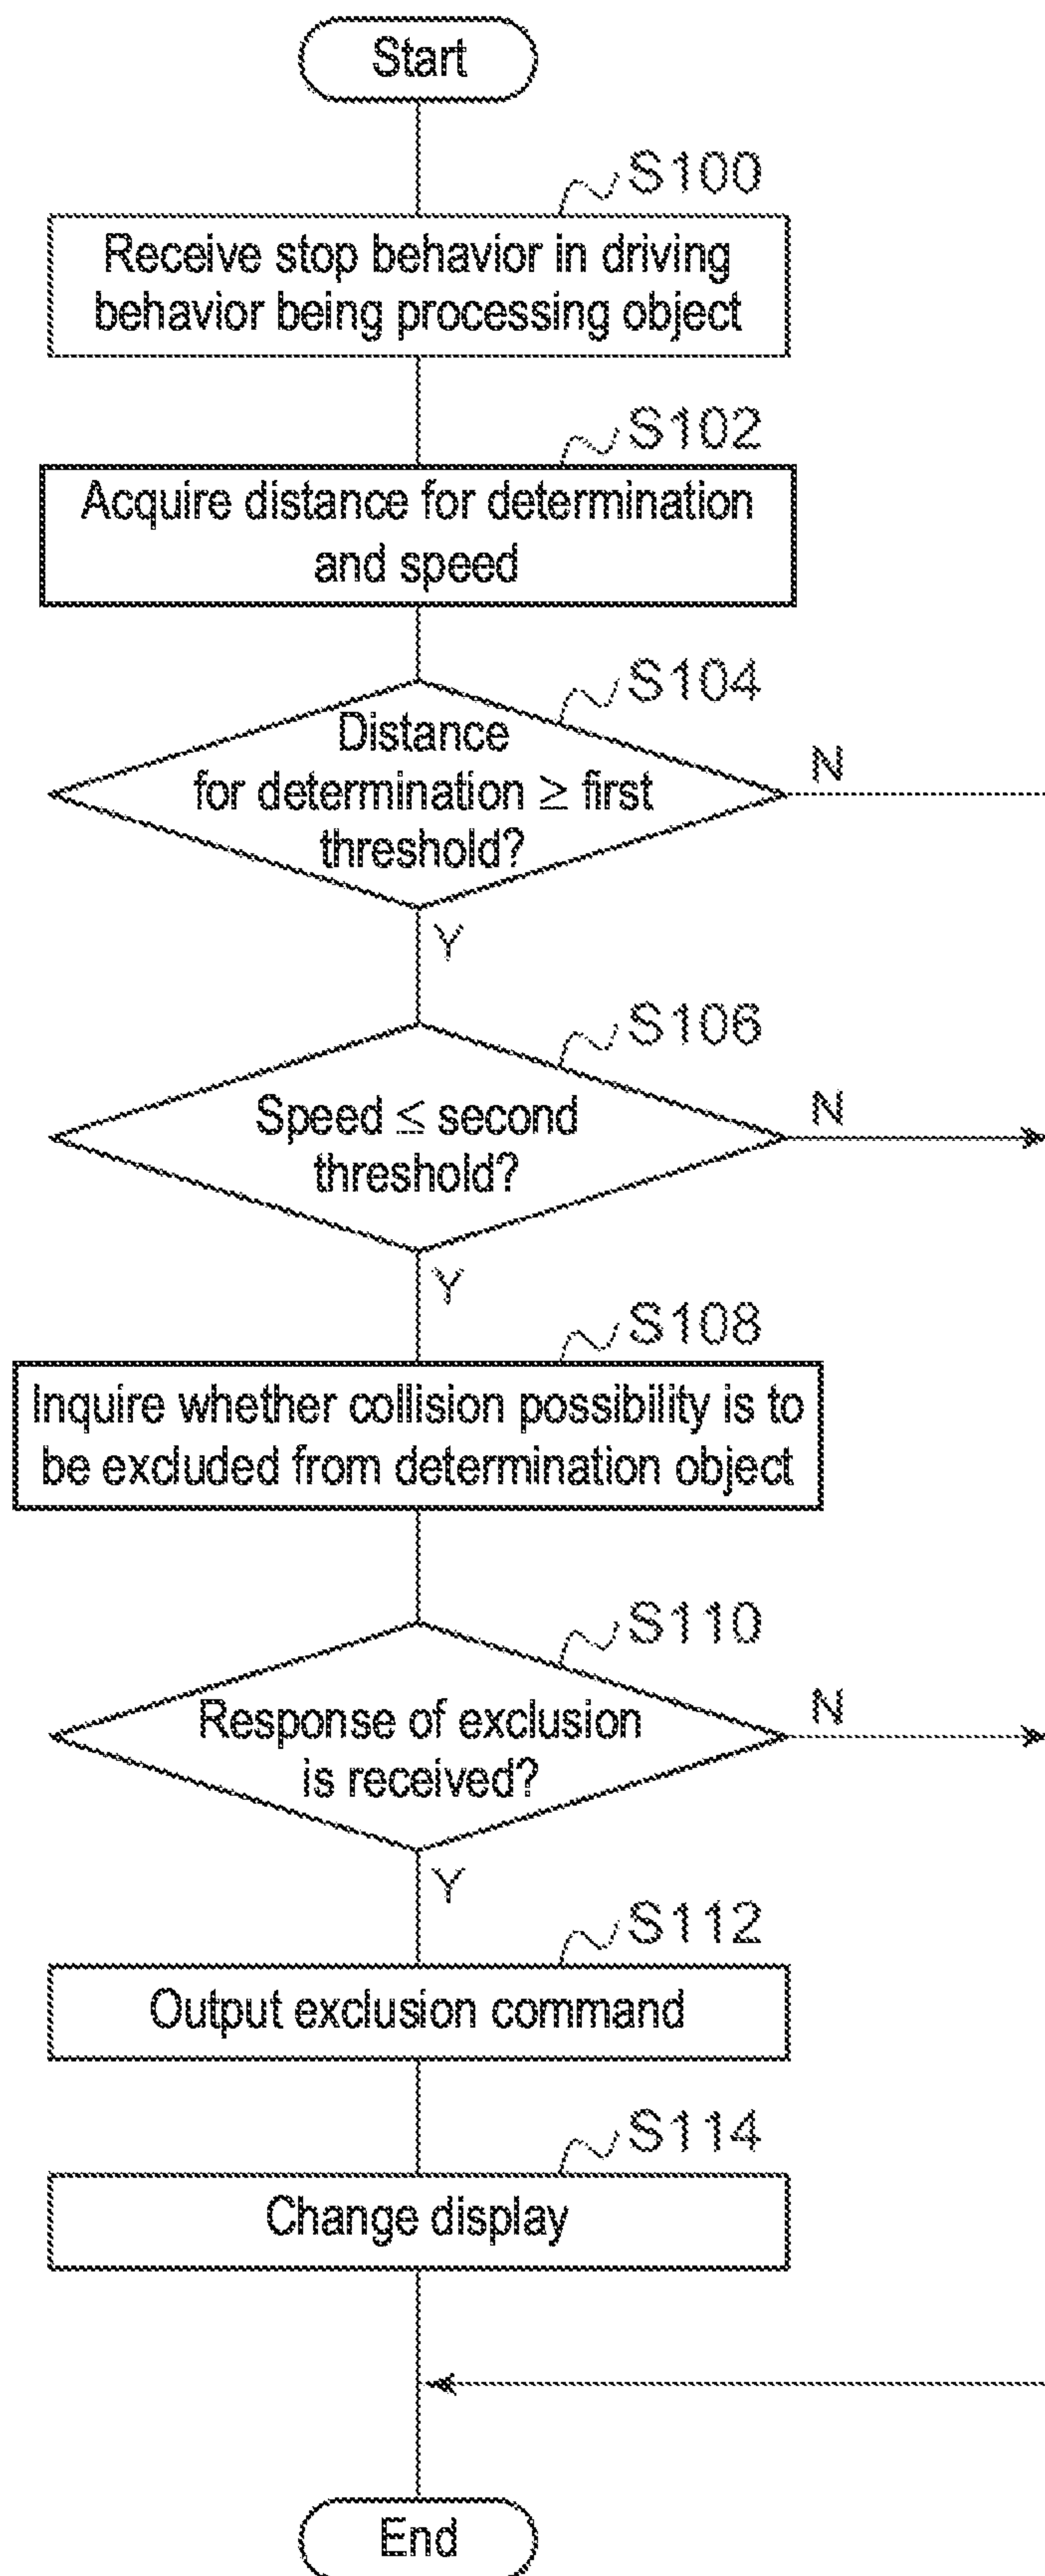 Start
S100
Receive stop behavior in driving
behavior being processing object
S102
Acquire distance for determination
and speed
S104
Distance
for determination ≥ first
threshold?
N
Y
S106
Speed ≤ second
threshold?
N
Y
S108
Inquire whether collision possibility is to
be excluded from determination object
S110
Response of exclusion
is received?
N
Y
S112
Output exclusion command
S114
Change display
End